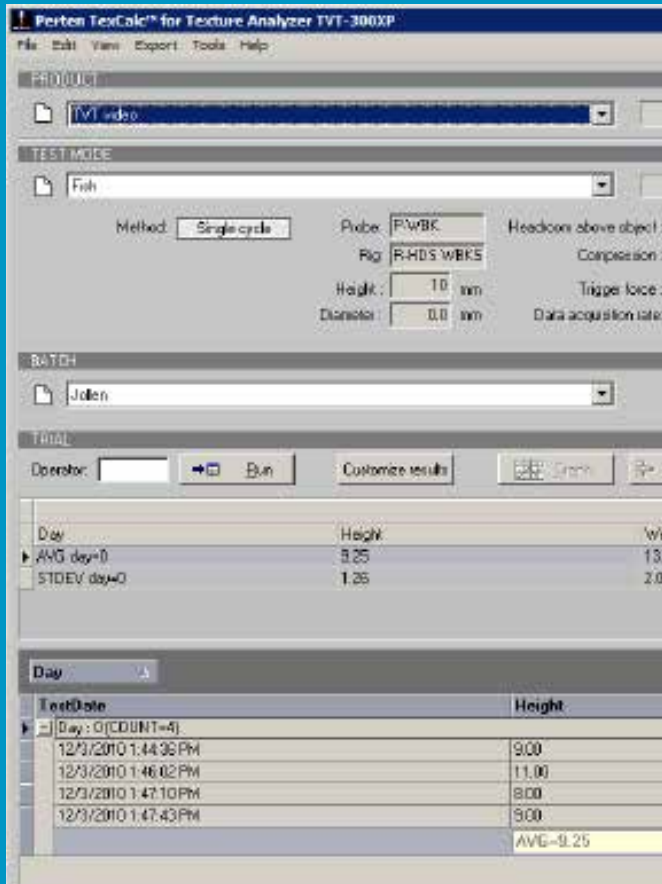 Perten TexCalc™ for Texture Analyzer TVT-300XP
File Edit View Export Tools Help
PRODUCT
TVT video
TEST MODE
Fish
Method: Single cycle Probe: P-WBK Headroom above object :
Rig: R-HDS WBKS Compression :
Height : 10 mm Trigger force :
Diameter : 0.0 mm Data acquisition rate:
BATCH
Jollen
TRIAL
Operator: Run Customize results Graph
Day Height
AVG day=0 9.25 13.
STDEV day=0 1.26 2.0
Day
TestDate Height
Day : 0(COUNT=4)
12/3/2010 1:44:36 PM 9.00
12/3/2010 1:46:02 PM 11.00
12/3/2010 1:47:10 PM 8.00
12/3/2010 1:47:43 PM 9.00
AVG=9.25